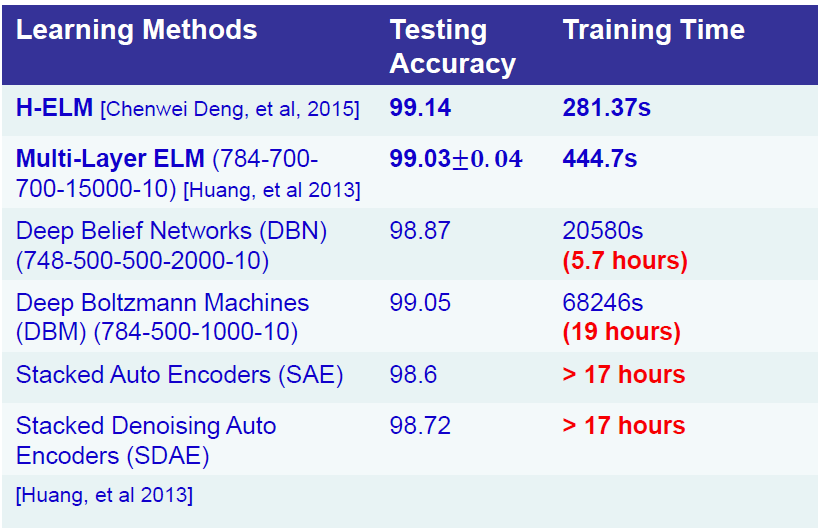 Learning Methods Testing Accuracy Training Time
H-ELM [Chenwei Deng, et al, 2015] 99.14 281.37s
Multi-Layer ELM (784-700-
700-15000-10) [Huang, et al 2013] 99.03±0.04 444.7s
Deep Belief Networks (DBN) 98.87 20580s
(748-500-500-2000-10) (5.7 hours)
Deep Boltzmann Machines 99.05 68246s
(DBM) (784-500-1000-10) (19 hours)
Stacked Auto Encoders (SAE) 98.6 > 17 hours
Stacked Denoising Auto 98.72 > 17 hours
Encoders (SDAE)
[Huang, et al 2013]